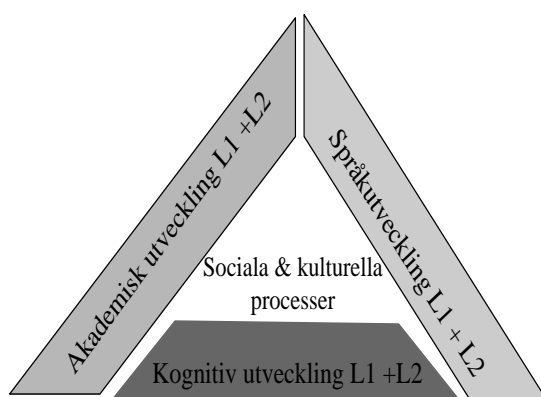 Akademisk utveckling L1 +L2
Språkutveckling L1 + L2
Sociala & kulturella
processer
Kognitiv utveckling L1 +L2